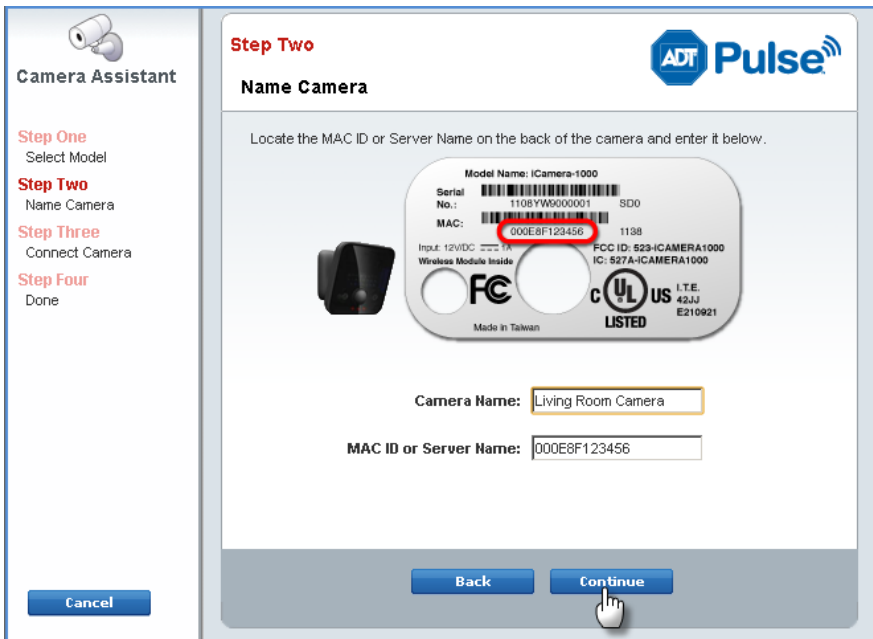 Camera Assistant
Step One
Select Model
Step Two
Name Camera
Step Three
Connect Camera
Step Four
Done
Cancel
Step Two
Name Camera
ADT Pulse
Locate the MAC ID or Server Name on the back of the camera and enter it below.
Model Name: iCamera-1000
Serial No.: 1108YW9000001 SD0
MAC: 000E8F123456 1138
Input: 12V/DC 1A
Wireless Module Inside
FCC ID: 523-ICAMERA1000
IC: 527A-ICAMERA1000
FC
C UL US
LISTED
I.T.E.
42JJ
E210921
Made in Taiwan
Camera Name: Living Room Camera
MAC ID or Server Name: 000E8F123456
Back Continue